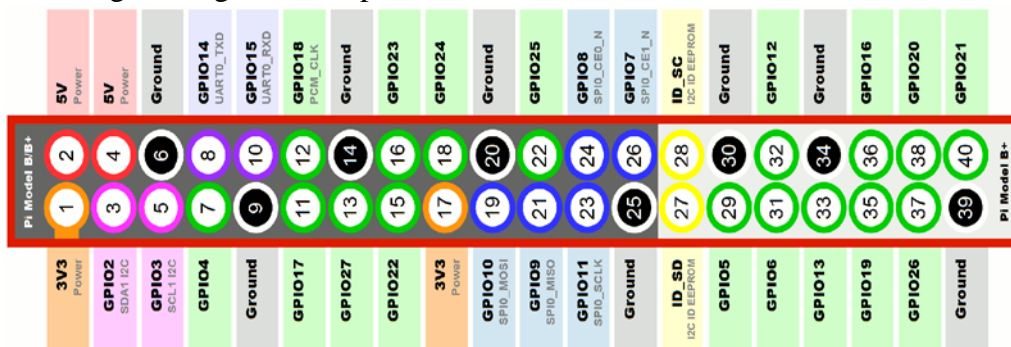 5V
Power
5V
Power
Ground
GPIO14
UART0_TXD
GPIO15
UART0_RXD
GPIO18
PCM_CLK
Ground
GPIO23
GPIO24
Ground
GPIO25
GPIO8
SPI0_CE0_N
GPIO7
SPI0_CE1_N
ID_SC
I2C ID EEPROM
Ground
GPIO12
Ground
GPIO16
GPIO20
GPIO21
Pi Model B/B+
2 4 6 8 10 12 14 16 18 20 22 24 26 28 30 32 34 36 38 40
1 3 5 7 9 11 13 15 17 19 21 23 25 27 29 31 33 35 37 39
Pi Model B+
3V3
Power
GPIO2
SDA1 I2C
GPIO3
SCL1 I2C
GPIO4
Ground
GPIO17
GPIO27
GPIO22
3V3
Power
GPIO10
SPI0_MOSI
GPIO9
SPI0_MISO
GPIO11
SPI0_SCLK
Ground
ID_SD
I2C ID EEPROM
GPIO5
GPIO6
GPIO13
GPIO19
GPIO26
Ground